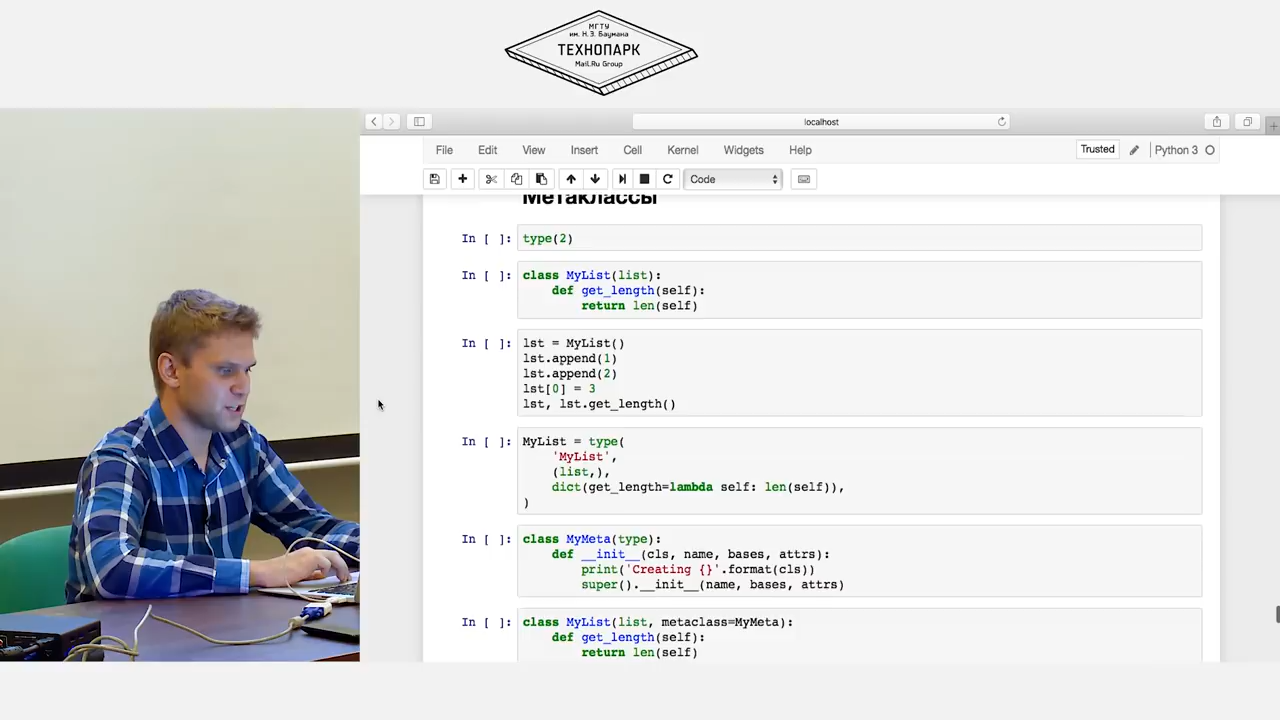 МГТУ
им. Н.Э. Баумана
ТЕХНОПАРК
Mail.Ru Group
localhost
File Edit View Insert Cell Kernel Widgets Help
Trusted Python 3
Code
Метаклассы
In [ ]: type(2)
In [ ]: class MyList(list):
def get_length(self):
return len(self)
In [ ]: lst = MyList()
lst.append(1)
lst.append(2)
lst[0] = 3
lst, lst.get_length()
In [ ]: MyList = type(
'MyList',
(list,),
dict(get_length=lambda self: len(self)),
)
In [ ]: class MyMeta(type):
def __init__(cls, name, bases, attrs):
print('Creating {}'.format(cls))
super().__init__(name, bases, attrs)
In [ ]: class MyList(list, metaclass=MyMeta):
def get_length(self):
return len(self)